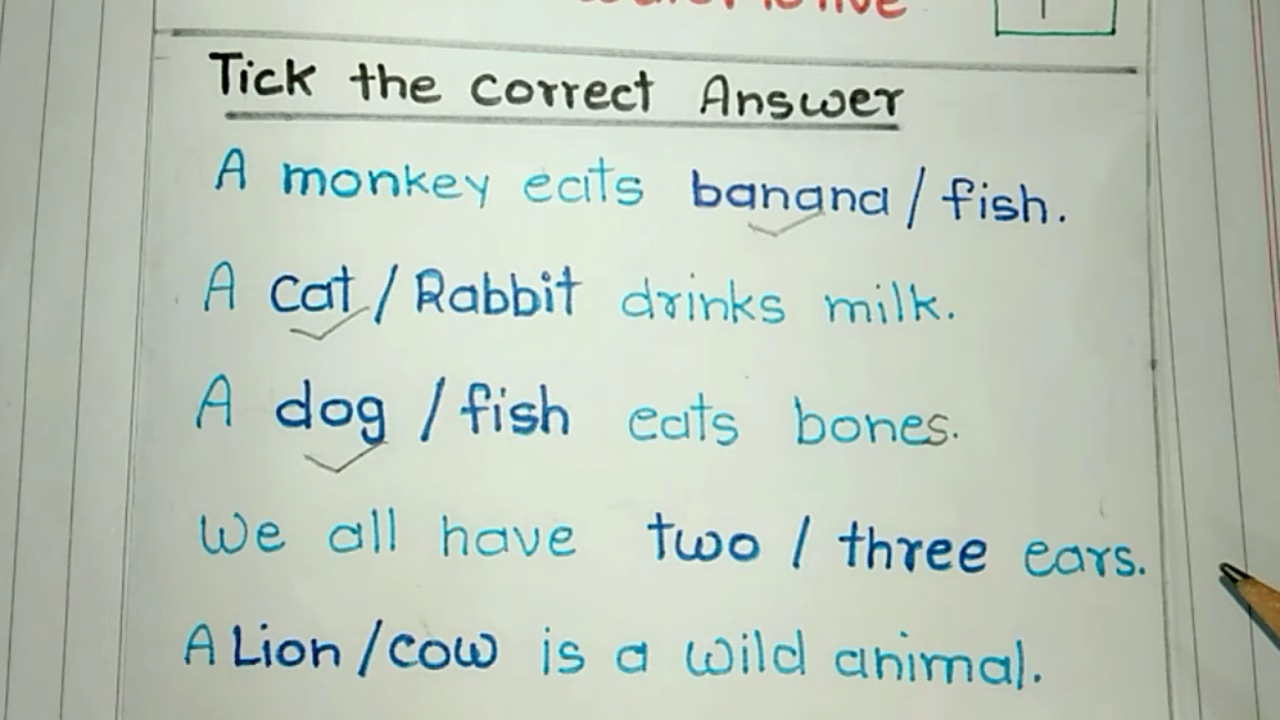 Tick the correct Answer
A monkey eats banana / fish.
A cat / Rabbit drinks milk.
A dog / fish eats bones.
We all have two / three ears.
A Lion / cow is a wild animal.